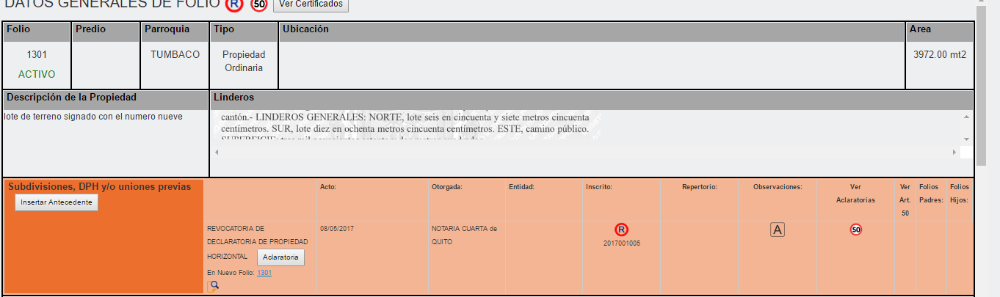 DATOS GENERALES DE FOLIO R 50 Ver Certificados
Folio Predio Parroquia Tipo Ubicación Area
1301 TUMBACO Propiedad Ordinaria 3972.00 mt2
ACTIVO
Descripción de la Propiedad Linderos
lote de terreno signado con el numero nueve
cantón.- LINDEROS GENERALES: NORTE, lote seis en cincuenta y siete metros cincuenta
centímetros. SUR, lote diez en ochenta metros cincuenta centímetros. ESTE, camino público.
Subdivisiones, DPH y/o uniones previas
Insertar Antecedente
Acto: Otorgada: Entidad: Inscrito: Repertorio: Observaciones: Ver Aclaratorias Ver Art. 50 Folios Padres: Folios Hijos:
REVOCATORIA DE
DECLARATORIA DE PROPIEDAD
HORIZONTAL Aclaratoria
En Nuevo Folio: 1301
08/05/2017
NOTARIA CUARTA de
QUITO
R
2017001005
A
50